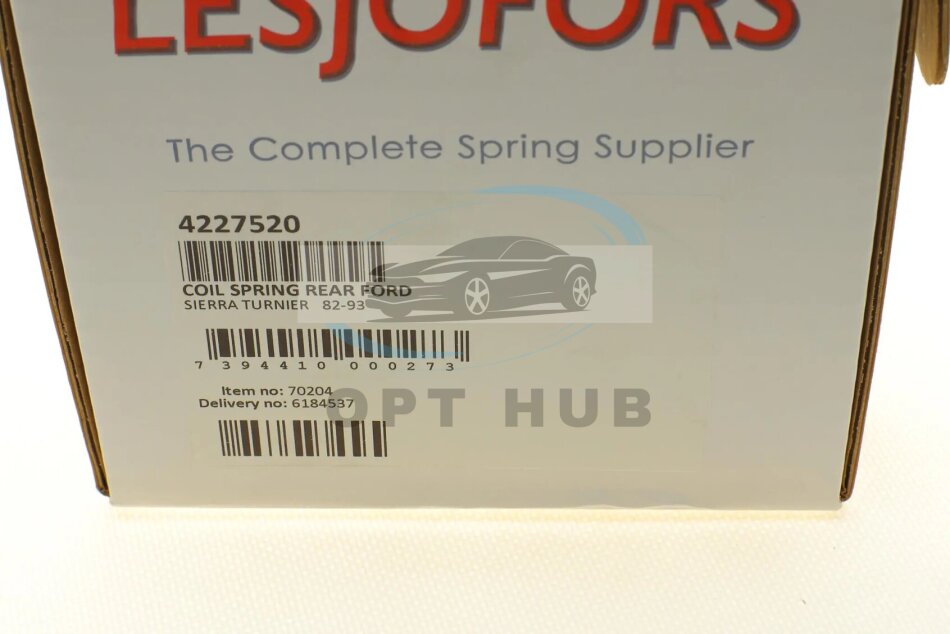 LESJÖFORS
The Complete Spring Supplier
4227520
COIL SPRING REAR FORD
SIERRA TURNIER 82-93
7 394410 000273
Item no: 70204
Delivery no: 6184537
OPT HUB